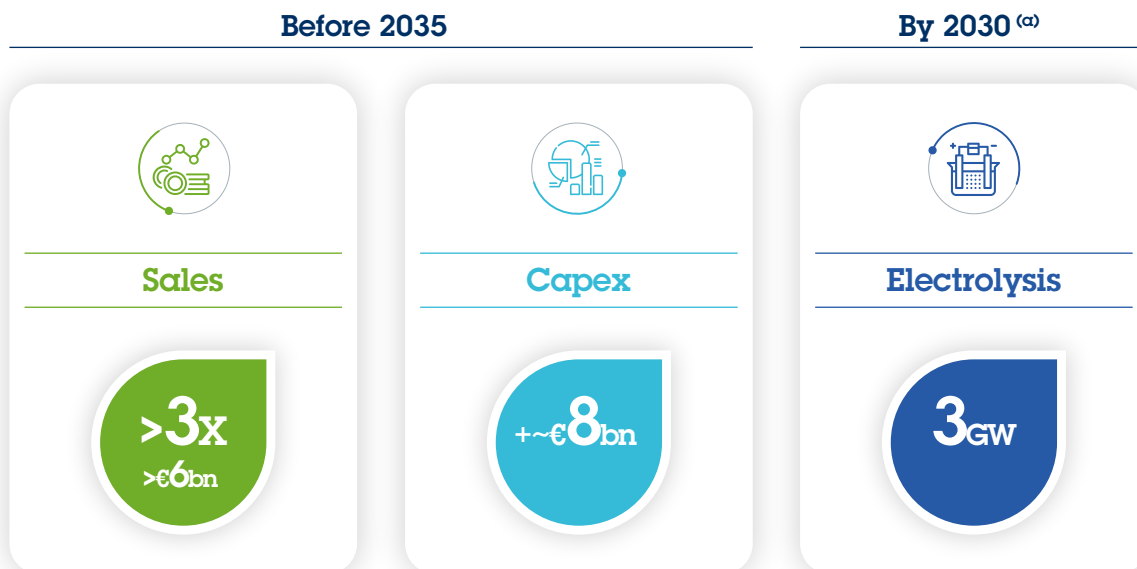 Before 2035
By 2030 (α)
Sales
Capex
Electrolysis
>3x
>€6bn
+~€8bn
3GW